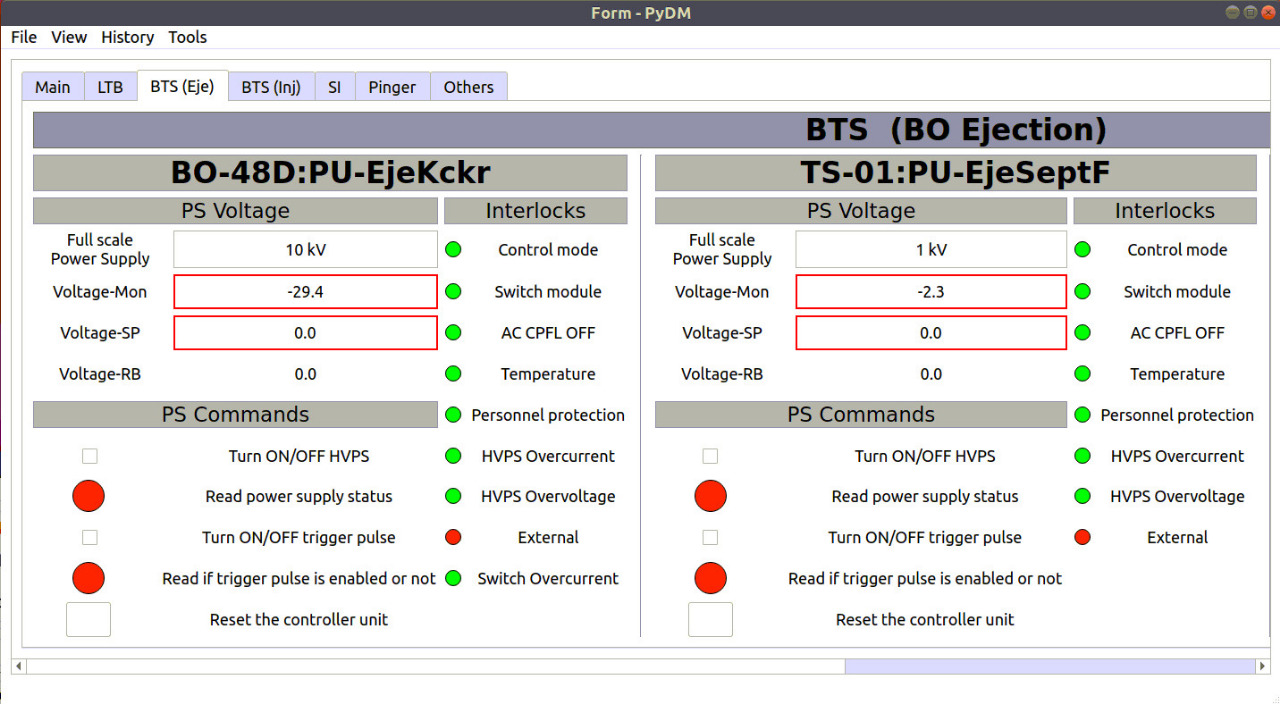 Form - PyDM
File View History Tools
Main LTB BTS (Eje) BTS (Inj) SI Pinger Others
BTS (BO Ejection)
BO-48D:PU-EjeKckr
PS Voltage Interlocks
Full scale
Power Supply 10 kV Control mode
Voltage-Mon -29.4 Switch module
Voltage-SP 0.0 AC CPFL OFF
Voltage-RB 0.0 Temperature
PS Commands Personnel protection
Turn ON/OFF HVPS HVPS Overcurrent
Read power supply status HVPS Overvoltage
Turn ON/OFF trigger pulse External
Read if trigger pulse is enabled or not Switch Overcurrent
Reset the controller unit
TS-01:PU-EjeSeptF
PS Voltage Interlocks
Full scale
Power Supply 1 kV Control mode
Voltage-Mon -2.3 Switch module
Voltage-SP 0.0 AC CPFL OFF
Voltage-RB 0.0 Temperature
PS Commands Personnel protection
Turn ON/OFF HVPS HVPS Overcurrent
Read power supply status HVPS Overvoltage
Turn ON/OFF trigger pulse External
Read if trigger pulse is enabled or not
Reset the controller unit